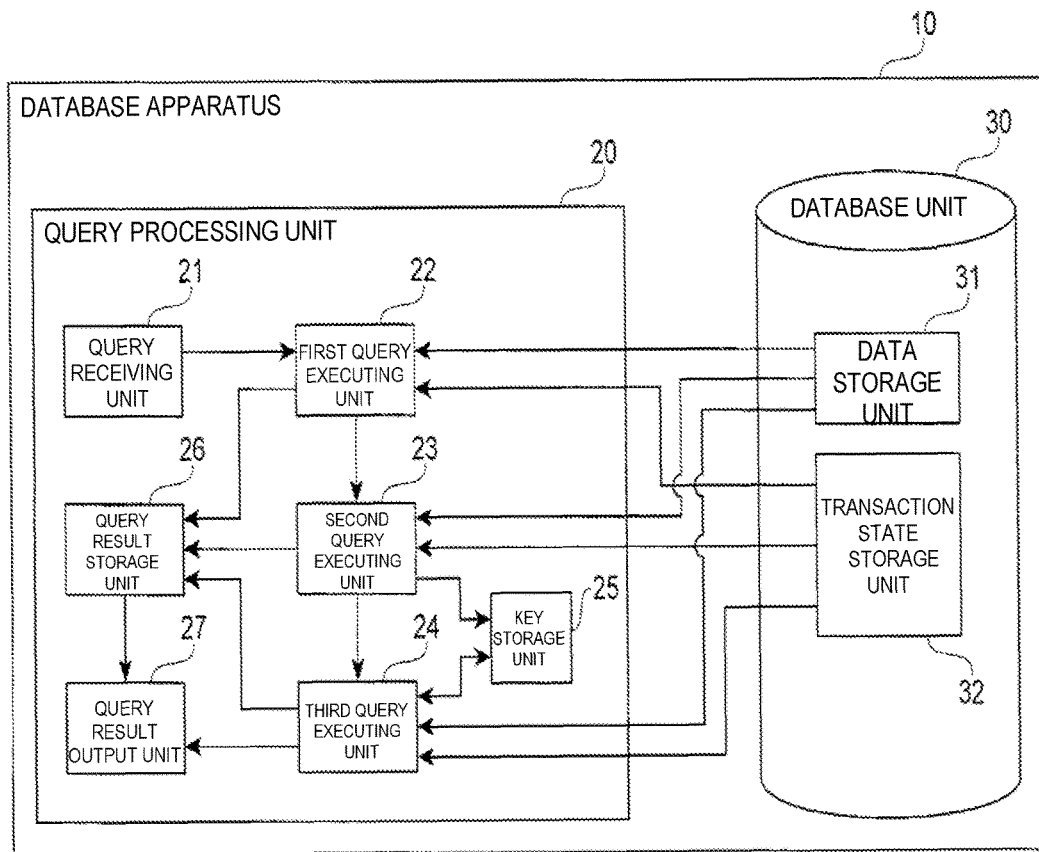 10
DATABASE APPARATUS
20
30
QUERY PROCESSING UNIT
DATABASE UNIT
21
22
31
QUERY
RECEIVING
UNIT
FIRST QUERY
EXECUTING
UNIT
DATA
STORAGE
UNIT
26
23
QUERY
RESULT
STORAGE
UNIT
SECOND
QUERY
EXECUTING
UNIT
TRANSACTION
STATE
STORAGE
UNIT
27
24
25
KEY
STORAGE
UNIT
32
QUERY
RESULT
OUTPUT UNIT
THIRD QUERY
EXECUTING
UNIT